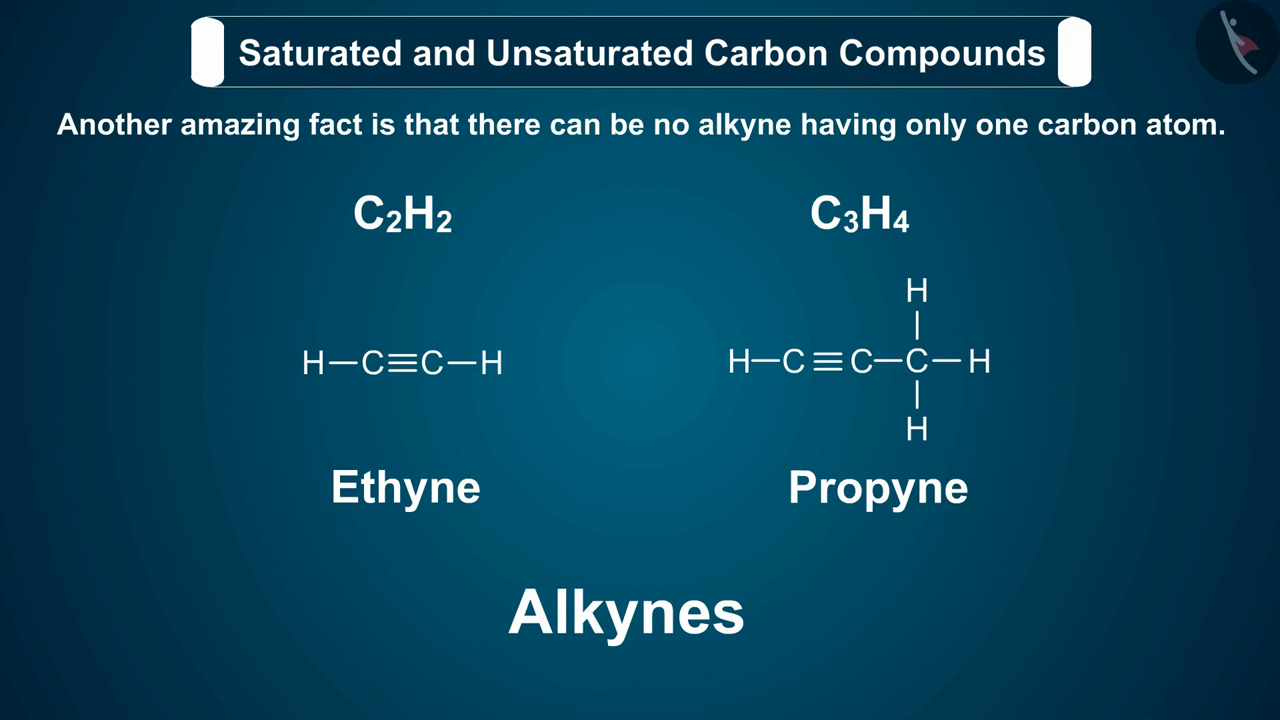 Saturated and Unsaturated Carbon Compounds
Another amazing fact is that there can be no alkyne having only one carbon atom.
C₂H₂
C₃H₄
H
H—C≡C—H
H—C≡C—C—H
H
Ethyne
Propyne
Alkynes